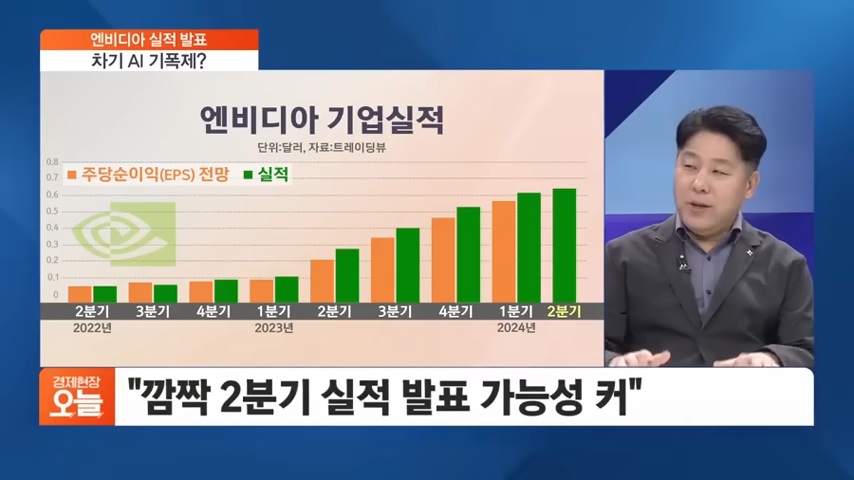 엔비디아 실적 발표
차기 AI 기폭제?
엔비디아 기업실적
단위:달러, 자료:트레이딩뷰
주당순이익(EPS) 전망 실적
0.8
0.7
0.6
0.5
0.4
0.3
0.2
0.1
0
2분기 3분기 4분기 1분기 2분기 3분기 4분기 1분기 2분기
2022년 2023년 2024년
경제현장
오늘
"깜짝 2분기 실적 발표 가능성 커"